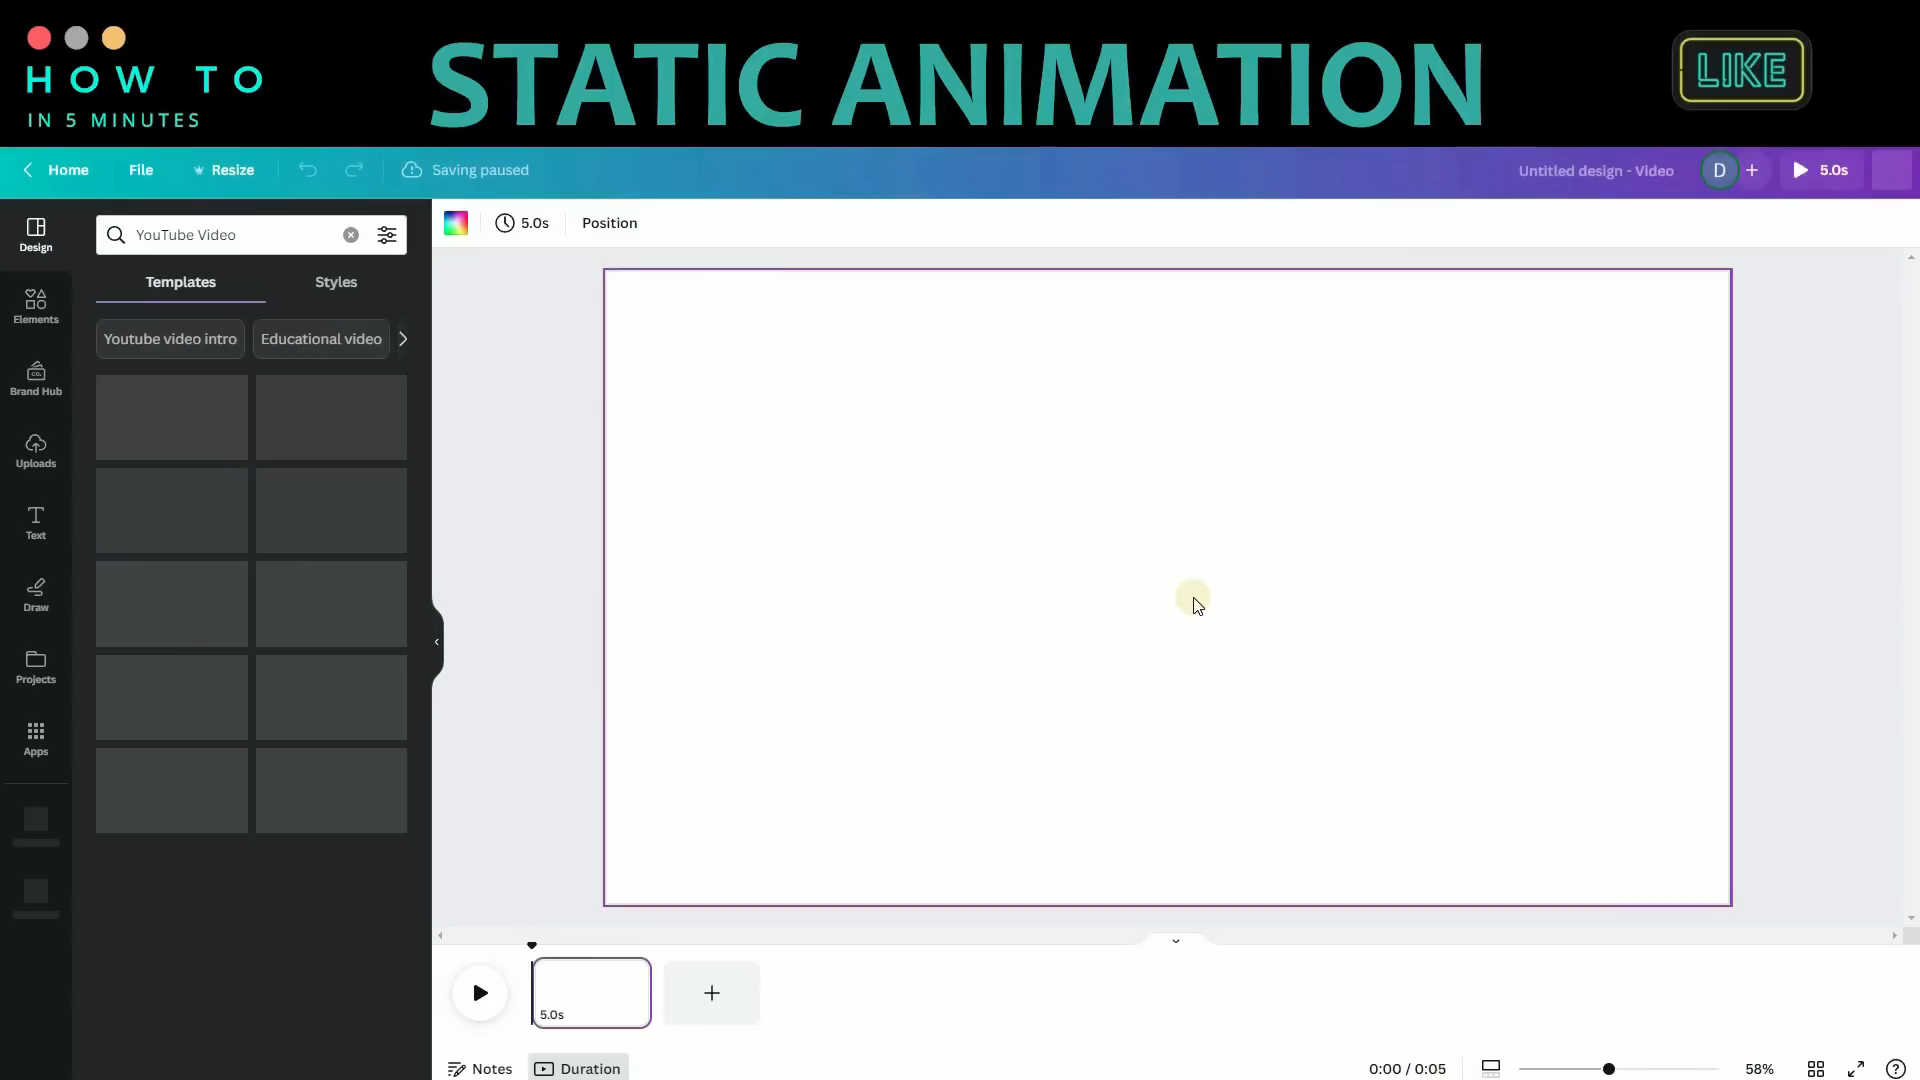 HOW TO
IN 5 MINUTES
STATIC ANIMATION
LIKE
Home File Resize Saving paused Untitled design - Video D + 5.0s
Design
YouTube Video
5.0s Position
Templates Styles
Elements
Youtube video intro Educational video
Brand Hub
CO.
Uploads
Text
Draw
Projects
Apps
5.0s
Notes Duration 0:00 / 0:05 58% ?